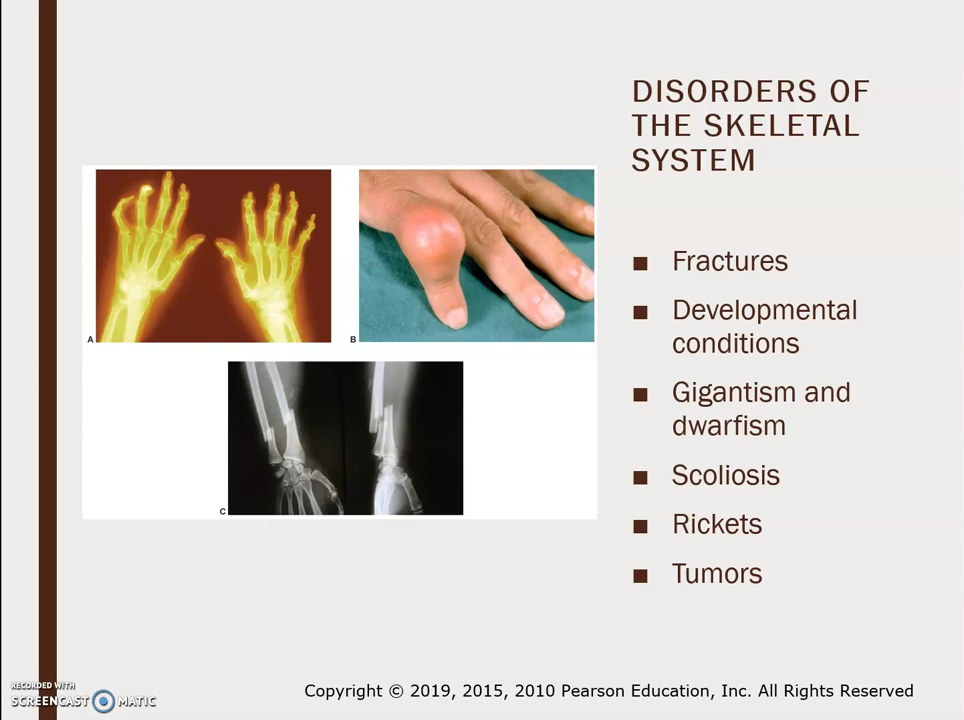 DISORDERS OF
THE SKELETAL
SYSTEM
A
B
C
■ Fractures
■ Developmental
conditions
■ Gigantism and
dwarfism
■ Scoliosis
■ Rickets
■ Tumors
RECORDED WITH
SCREENCAST MATIC
Copyright © 2019, 2015, 2010 Pearson Education, Inc. All Rights Reserved